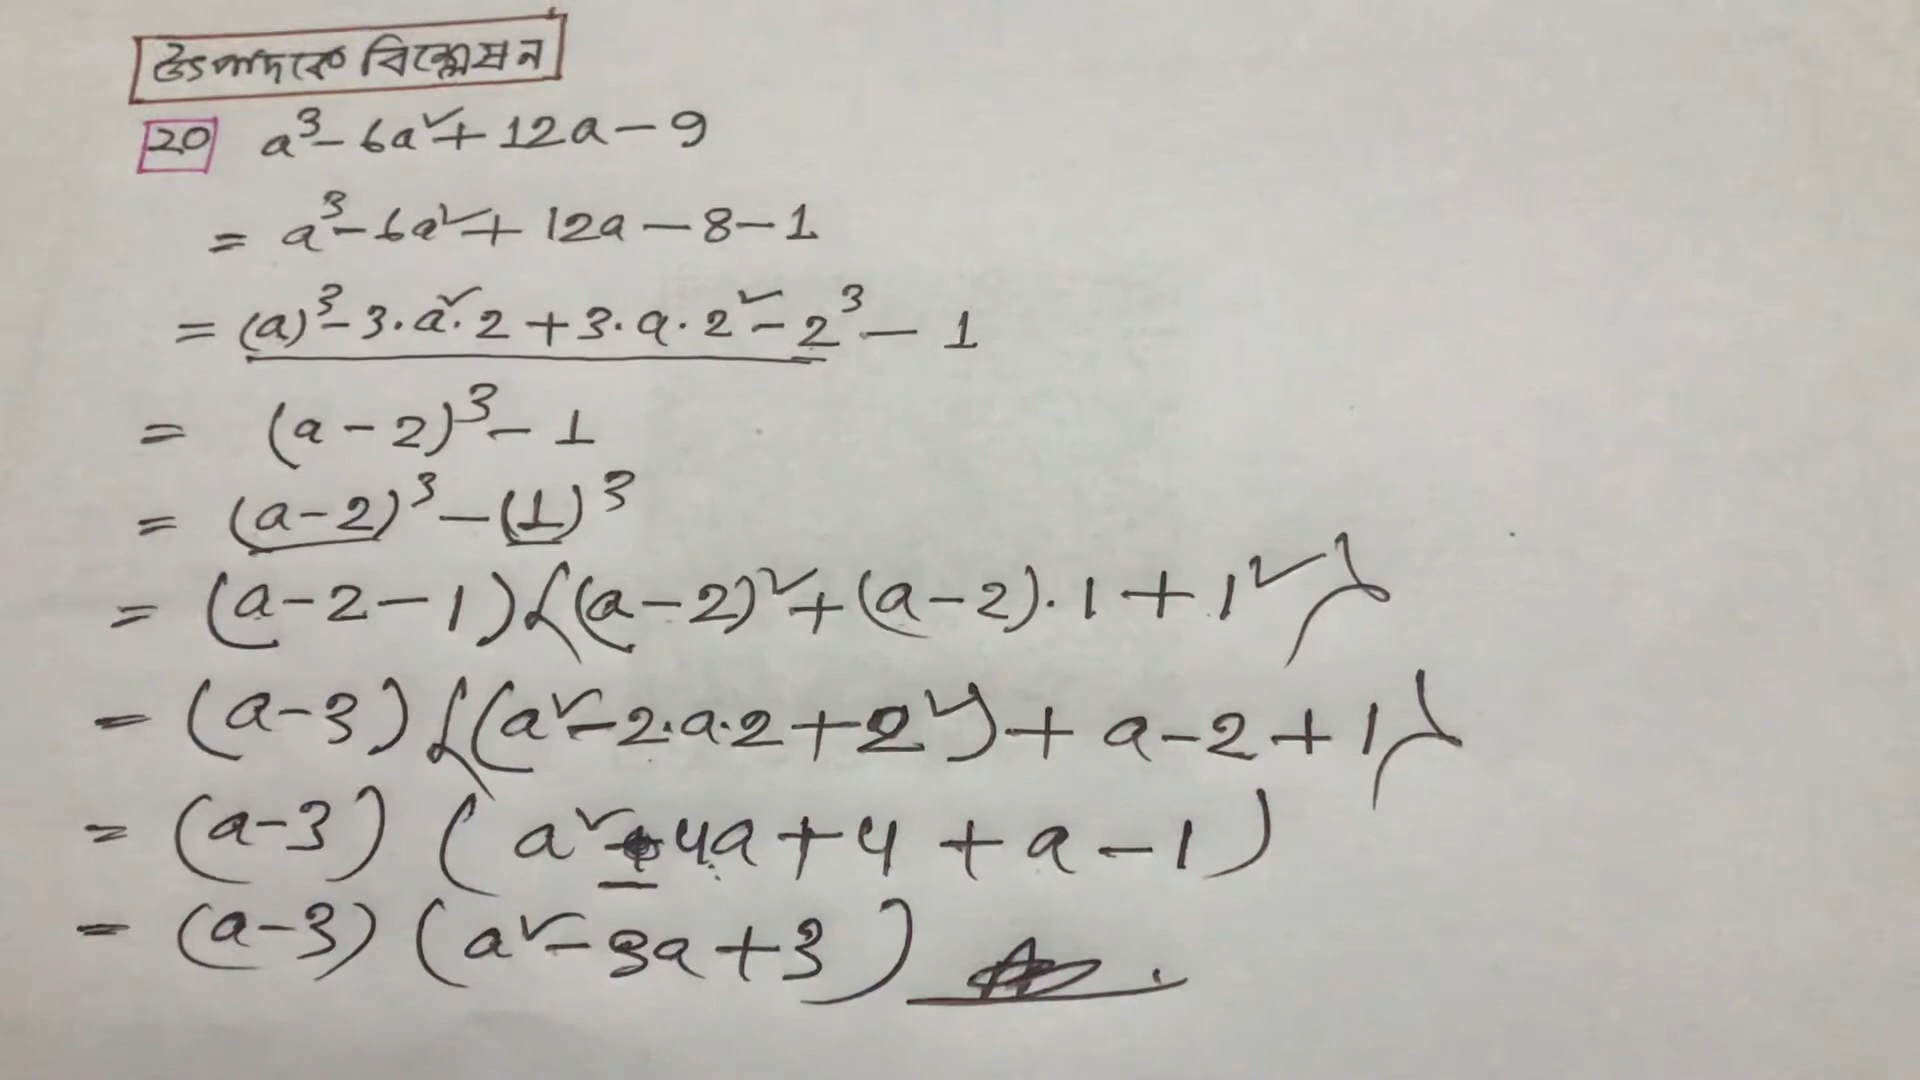 উৎপাদকে বিশ্লেষন
20 a³ - 6a² + 12a - 9
= a³ - 6a² + 12a - 8 - 1
= (a)³ - 3.a².2 + 3.a.2² - 2³ - 1
= (a - 2)³ - 1
= (a-2)³ - (1)³
= (a-2-1){(a-2)² + (a-2).1 + 1²}
= (a-3){(a² - 2.a.2 + 2²) + a - 2 + 1}
= (a-3) (a² - 4a + 4 + a - 1)
= (a-3) (a² - 3a + 3)